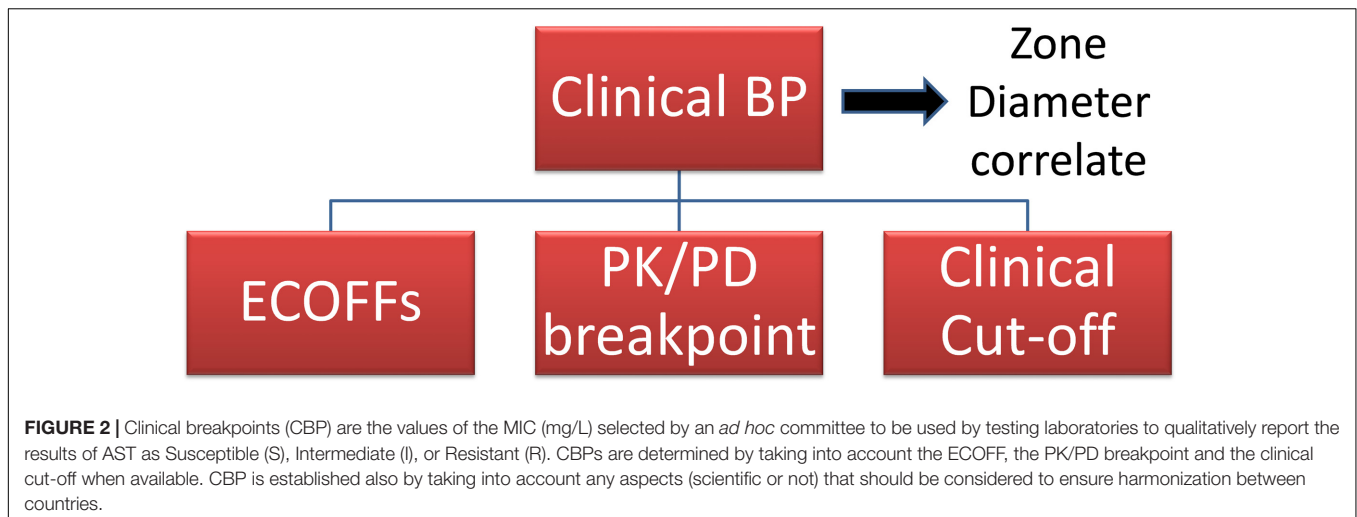 Clinical BP
Zone
Diameter
correlate
ECOFFs
PK/PD
breakpoint
Clinical
Cut-off
FIGURE 2 | Clinical breakpoints (CBP) are the values of the MIC (mg/L) selected by an ad hoc committee to be used by testing laboratories to qualitatively report the
results of AST as Susceptible (S), Intermediate (I), or Resistant (R). CBPs are determined by taking into account the ECOFF, the PK/PD breakpoint and the clinical
cut-off when available. CBP is established also by taking into account any aspects (scientific or not) that should be considered to ensure harmonization between
countries.